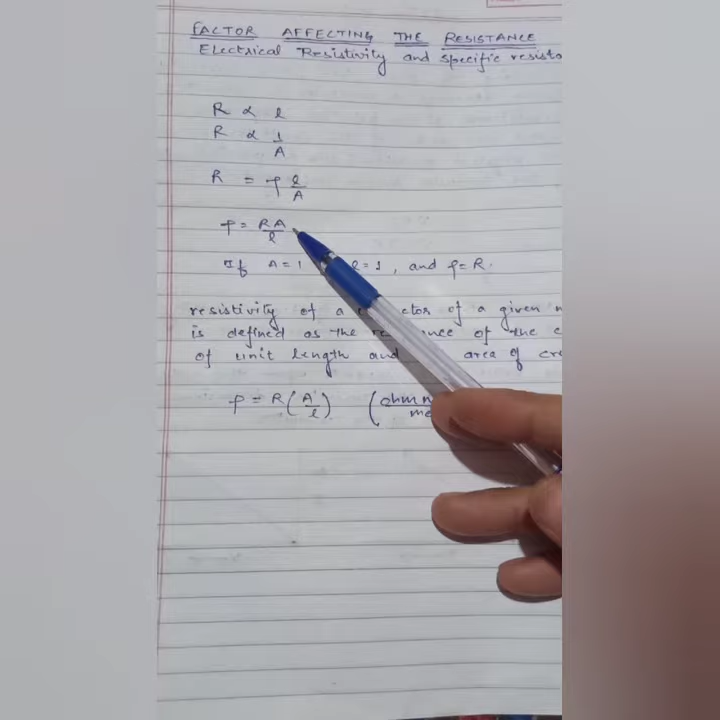 FACTOR AFFECTING THE RESISTANCE
Electrical Resistivity and specific
R ∝ l
R ∝ 1/A
R = ρ l/A
ρ = RA/l
If A = 1 l = 1, and ρ = R.
resistivity of a of a given
is defined as the of the
of unit length and area of
ρ = R(A/l) (ohm